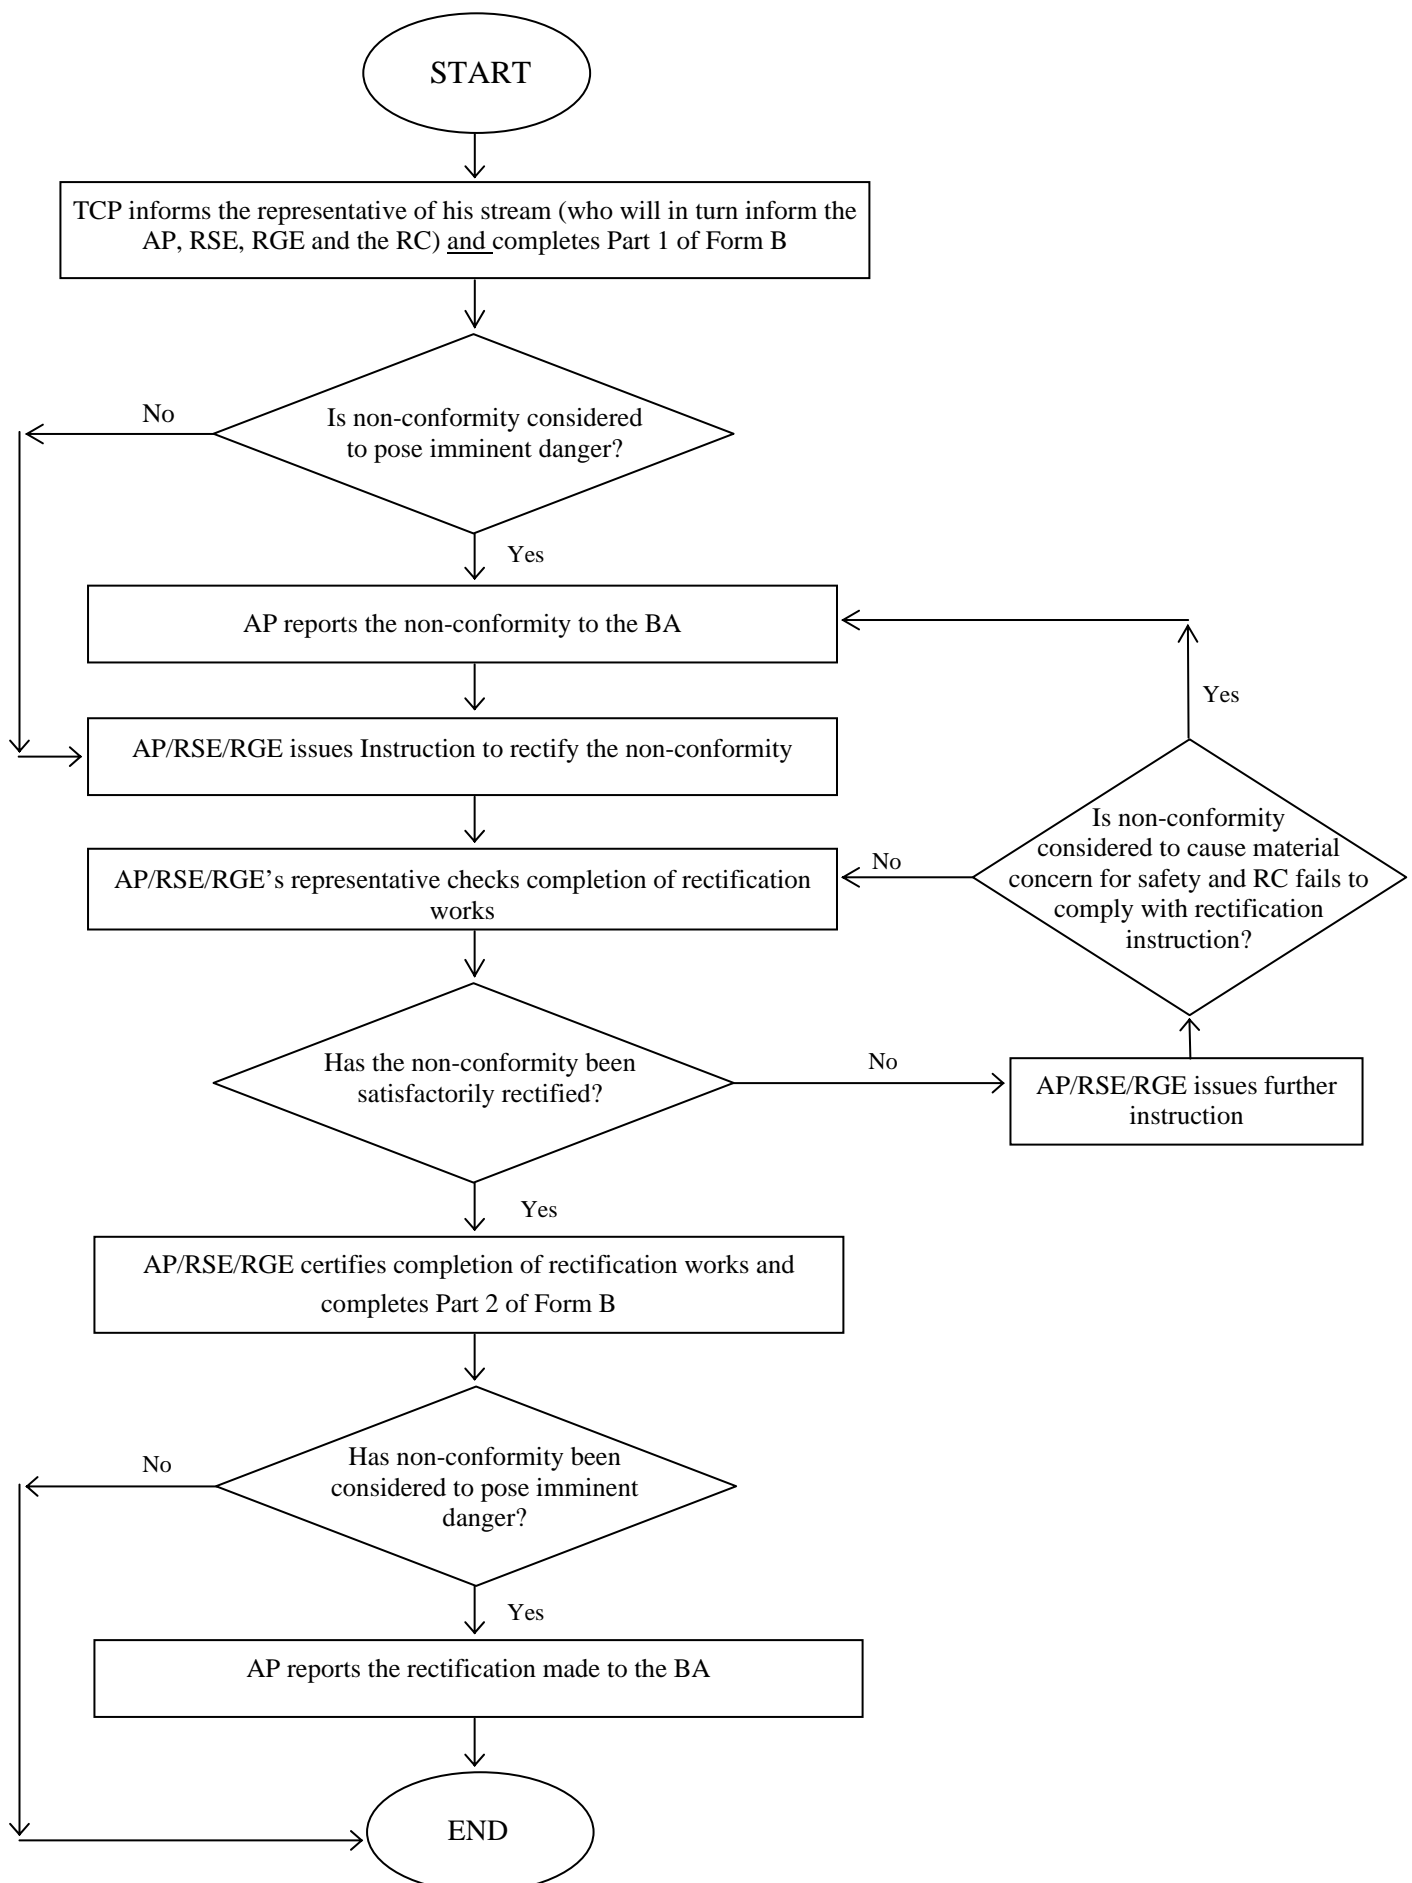 START
TCP informs the representative of his stream (who will in turn inform the
AP, RSE, RGE and the RC) and completes Part 1 of Form B
No
Is non-conformity considered
to pose imminent danger?
Yes
AP reports the non-conformity to the BA
Yes
AP/RSE/RGE issues Instruction to rectify the non-conformity
Is non-conformity
considered to cause material
concern for safety and RC fails to
comply with rectification
instruction?
No
AP/RSE/RGE’s representative checks completion of rectification
works
Has the non-conformity been
satisfactorily rectified?
No
AP/RSE/RGE issues further
instruction
Yes
AP/RSE/RGE certifies completion of rectification works and
completes Part 2 of Form B
No
Has non-conformity been
considered to pose imminent
danger?
Yes
AP reports the rectification made to the BA
END